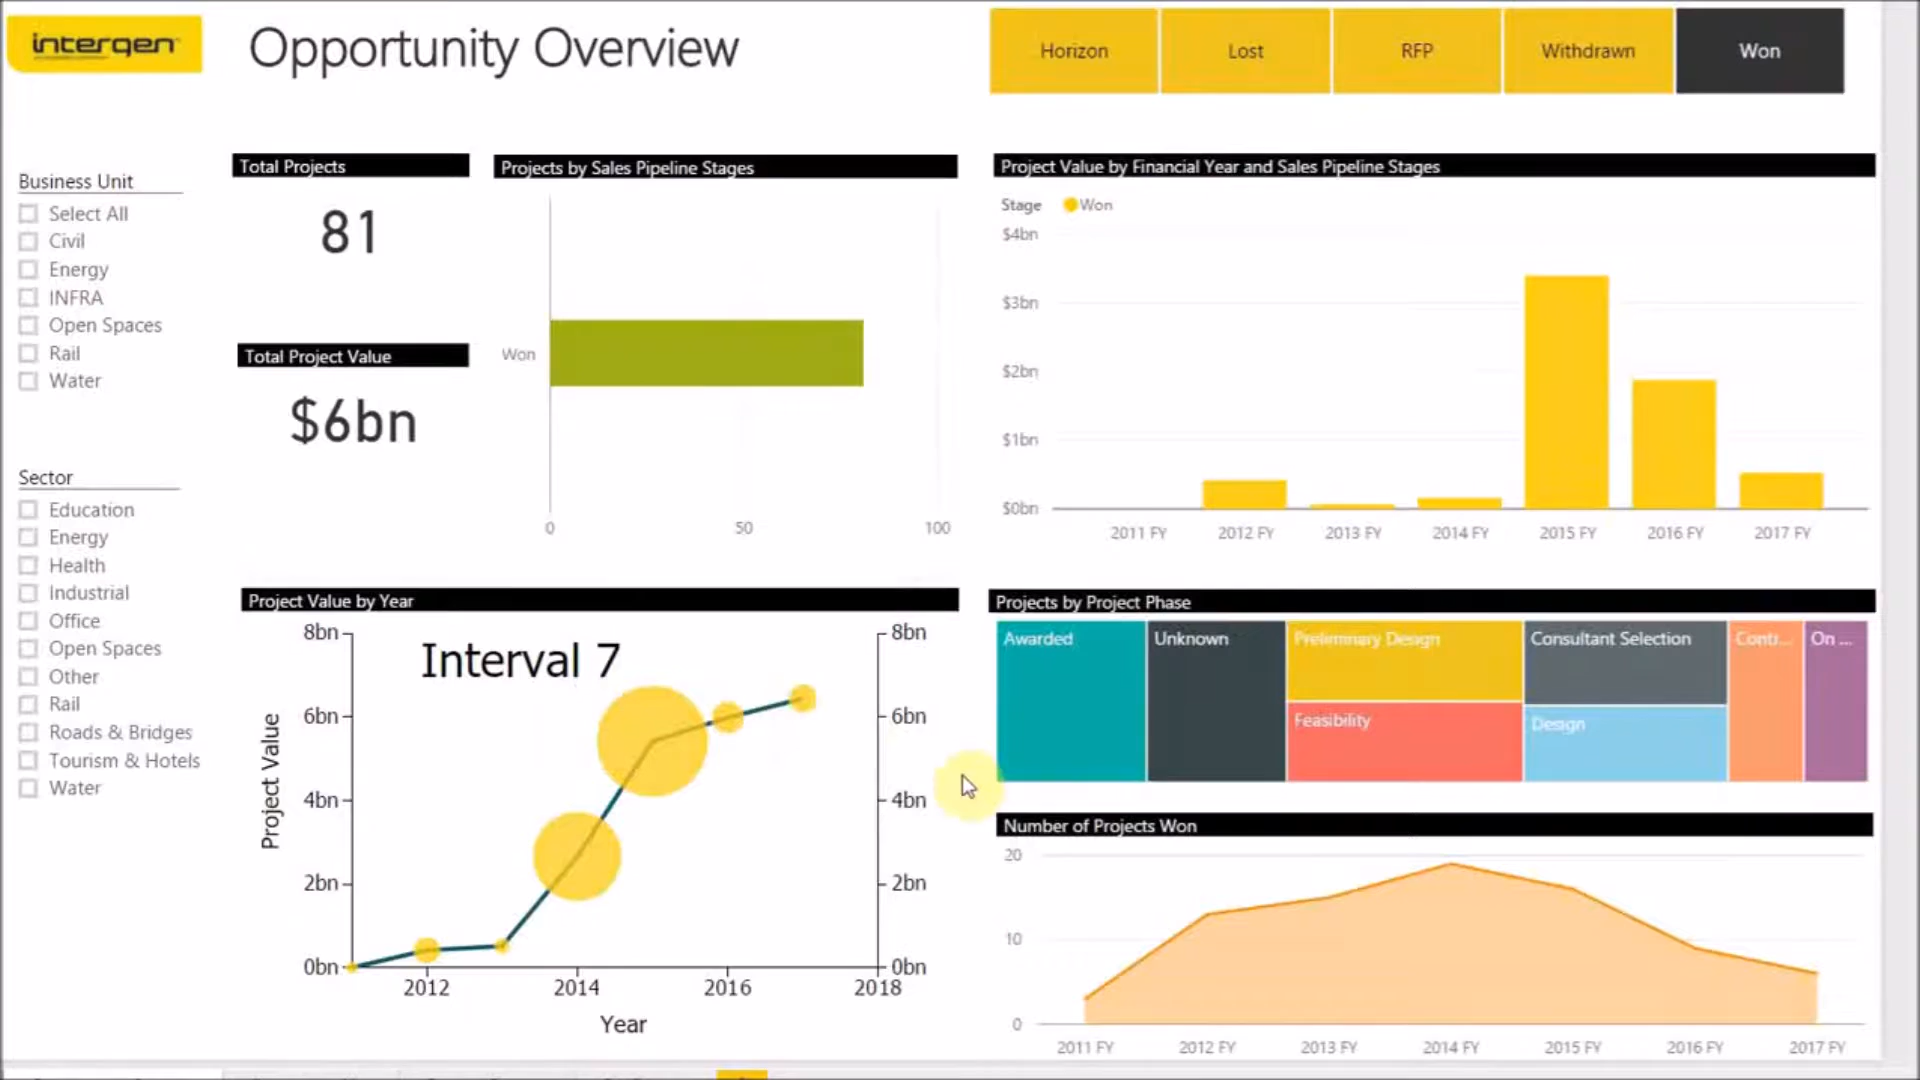 intergen
Opportunity Overview
Horizon
Lost
RFP
Withdrawn
Won
Business Unit
Select All
Civil
Energy
INFRA
Open Spaces
Rail
Water
Sector
Education
Energy
Health
Industrial
Office
Open Spaces
Other
Rail
Roads & Bridges
Tourism & Hotels
Water
Total Projects
81
Total Project Value
$6bn
Projects by Sales Pipeline Stages
Won
0 50 100
Project Value by Financial Year and Sales Pipeline Stages
Stage Won
$4bn
$3bn
$2bn
$1bn
$0bn
2011 FY 2012 FY 2013 FY 2014 FY 2015 FY 2016 FY 2017 FY
Project Value by Year
Interval 7
Project Value
8bn
6bn
4bn
2bn
0bn
8bn
6bn
4bn
2bn
0bn
2012 2014 2016 2018
Year
Projects by Project Phase
Awarded
Unknown
Preliminary Design
Feasibility
Consultant Selection
Design
Conti...
On ...
Number of Projects Won
20
10
0
2011 FY 2012 FY 2013 FY 2014 FY 2015 FY 2016 FY 2017 FY